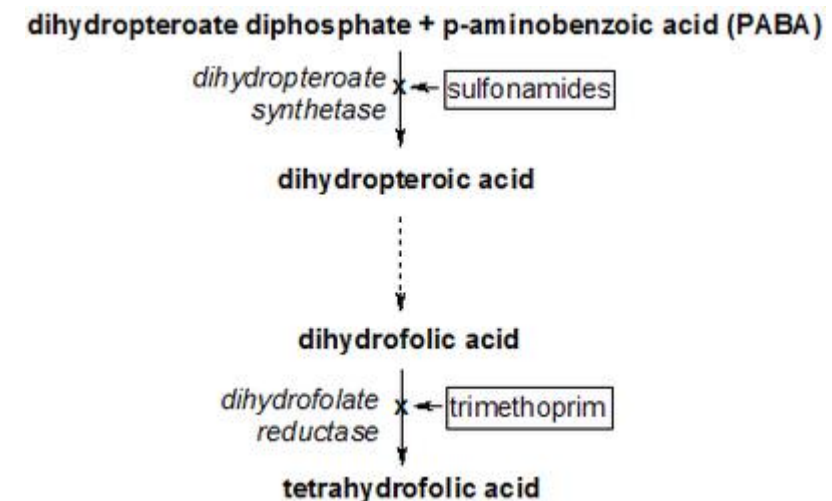 dihydropteroate diphosphate + p-aminobenzoic acid (PABA)
dihydropteroate
synthetase
x
sulfonamides
dihydropteroic acid
dihydrofolic acid
dihydrofolate
reductase
x
trimethoprim
tetrahydrofolic acid